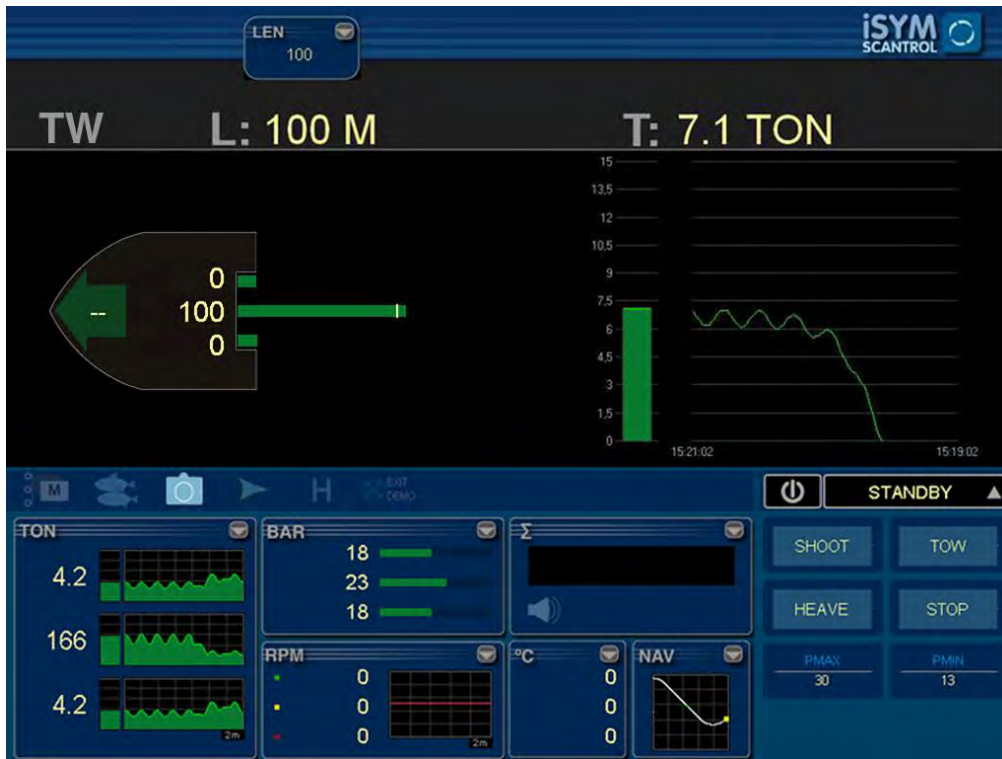 LEN
100
iSYM
SCANTROL
TW L: 100 M T: 7.1 TON
15
13,5
12
10,5
9
7,5
6
4,5
3
1,5
0
15:21:02 15:19:02
0
--
100
0
M
H
EXIT
DEMO
STANDBY
TON
4.2
166
4.2
2m
BAR
18
23
18
Σ
RPM
0
0
0
2m
°C
0
0
0
NAV
SHOOT TOW
HEAVE STOP
PMAX PMIN
30 13